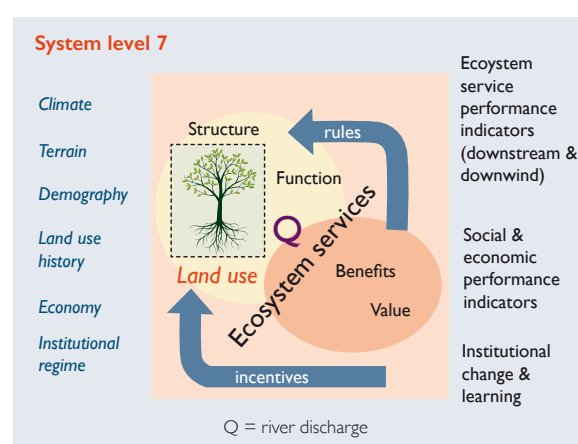 System level 7
Climate
Terrain
Demography
Land use
history
Economy
Institutional
regime
Structure
rules
Function
Q
Land use
Ecosystem services
Benefits
Value
incentives
Ecoystem
service
performance
indicators
(downstream &
downwind)
Social &
economic
performance
indicators
Institutional
change &
learning
Q = river discharge